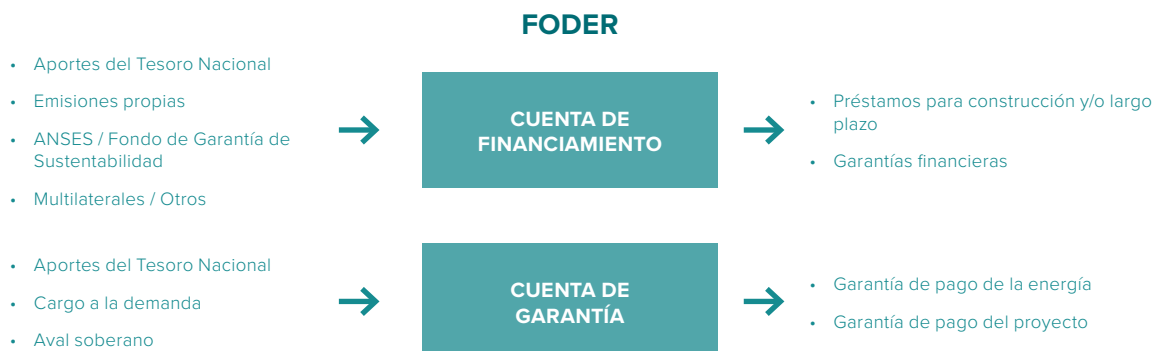 FODER
• Aportes del Tesoro Nacional
• Emisiones propias
• ANSES / Fondo de Garantía de
Sustentabilidad
• Multilaterales / Otros
CUENTA DE
FINANCIAMIENTO
• Préstamos para construcción y/o largo
plazo
• Garantías financieras
• Aportes del Tesoro Nacional
• Cargo a la demanda
• Aval soberano
CUENTA DE
GARANTÍA
• Garantía de pago de la energía
• Garantía de pago del proyecto